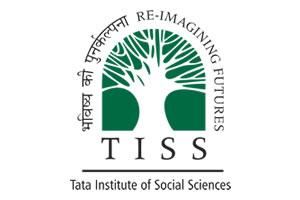 भविष्य की पुनर्कल्पना
RE-IMAGINING FUTURES
TISS
Tata Institute of Social Sciences